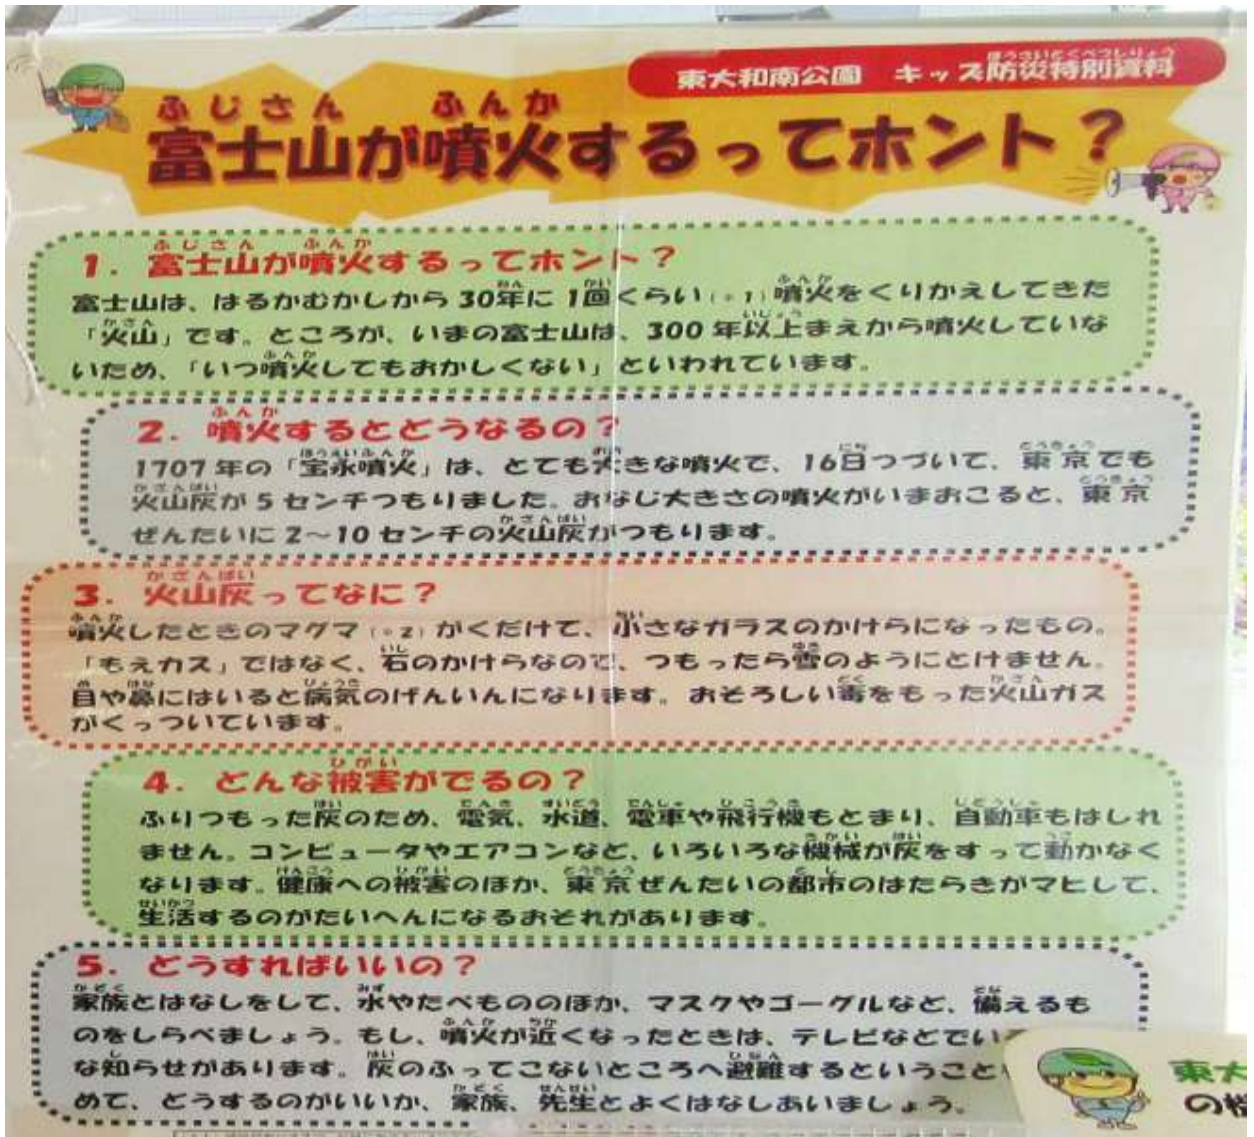 東大和南公園 キッズ防災特別資料
富士山が噴火するってホント？
1. 富士山が噴火するってホント？
富士山は、はるかむかしから30年に1回くらい(※1)噴火をくりかえしてきた
「火山」です。ところが、いまの富士山は、300年以上まえから噴火していな
いため、「いつ噴火してもおかしくない」といわれています。
2. 噴火するとどうなるの？
1707年の「宝永噴火」は、とても大きな噴火で、16日つづいて、東京でも
火山灰が5センチつもりました。おなじ大きさの噴火がいまおこると、東京
ぜんたいに2～10センチの火山灰がつもります。
3. 火山灰ってなに？
噴火したときのマグマ(※2)がくだけて、小さなガラスのかけらになったもの。
「もえカス」ではなく、石のかけらなので、つもったら雪のようにとけません。
目や鼻にはいると病気のげんいんになります。おそろしい毒をもった火山ガス
がくっついています。
4. どんな被害がでるの？
ふりつもった灰のため、電気、水道、電車や飛行機もとまり、自動車もはしれ
ません。コンピュータやエアコンなど、いろいろな機械が灰をすって動かなく
なります。健康への被害のほか、東京ぜんたいの都市のはたらきがマヒして、
生活するのがたいへんになるおそれがあります。
5. どうすればいいの？
家族とはなしをして、水やたべもののほか、マスクやゴーグルなど、備えるも
のをしらべましょう。もし、噴火が近くなったときは、テレビなどでいろ
な知らせがあります。灰のふってこないところへ避難するということ
めて、どうするのがいいか、家族、先生とよくはなしあいましょう。
東大
の